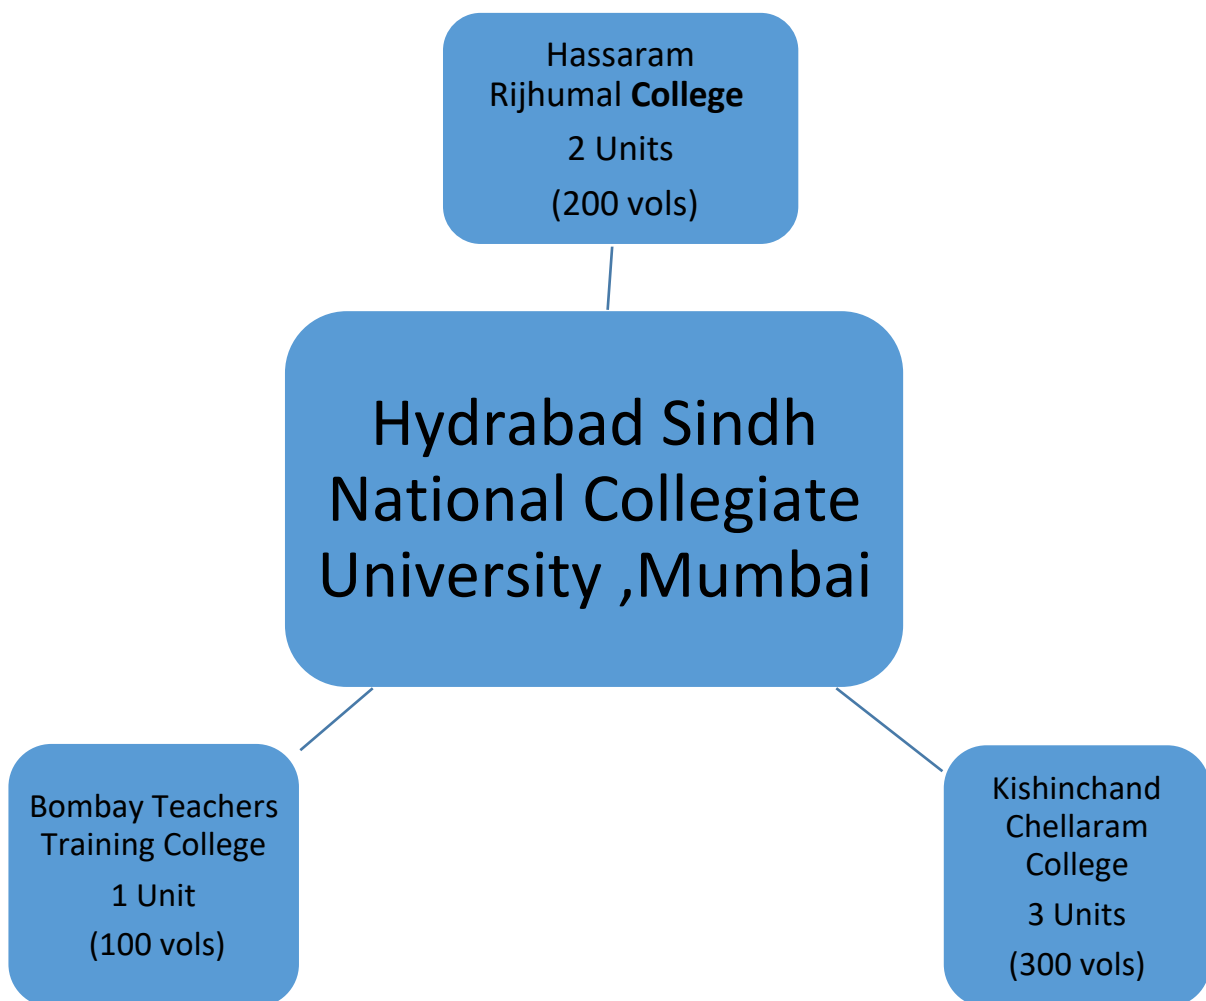 Hassaram
Rijhumal College
2 Units
(200 vols)
Hydrabad Sindh
National Collegiate
University ,Mumbai
Bombay Teachers
Training College
1 Unit
(100 vols)
Kishinchand
Chellaram
College
3 Units
(300 vols)